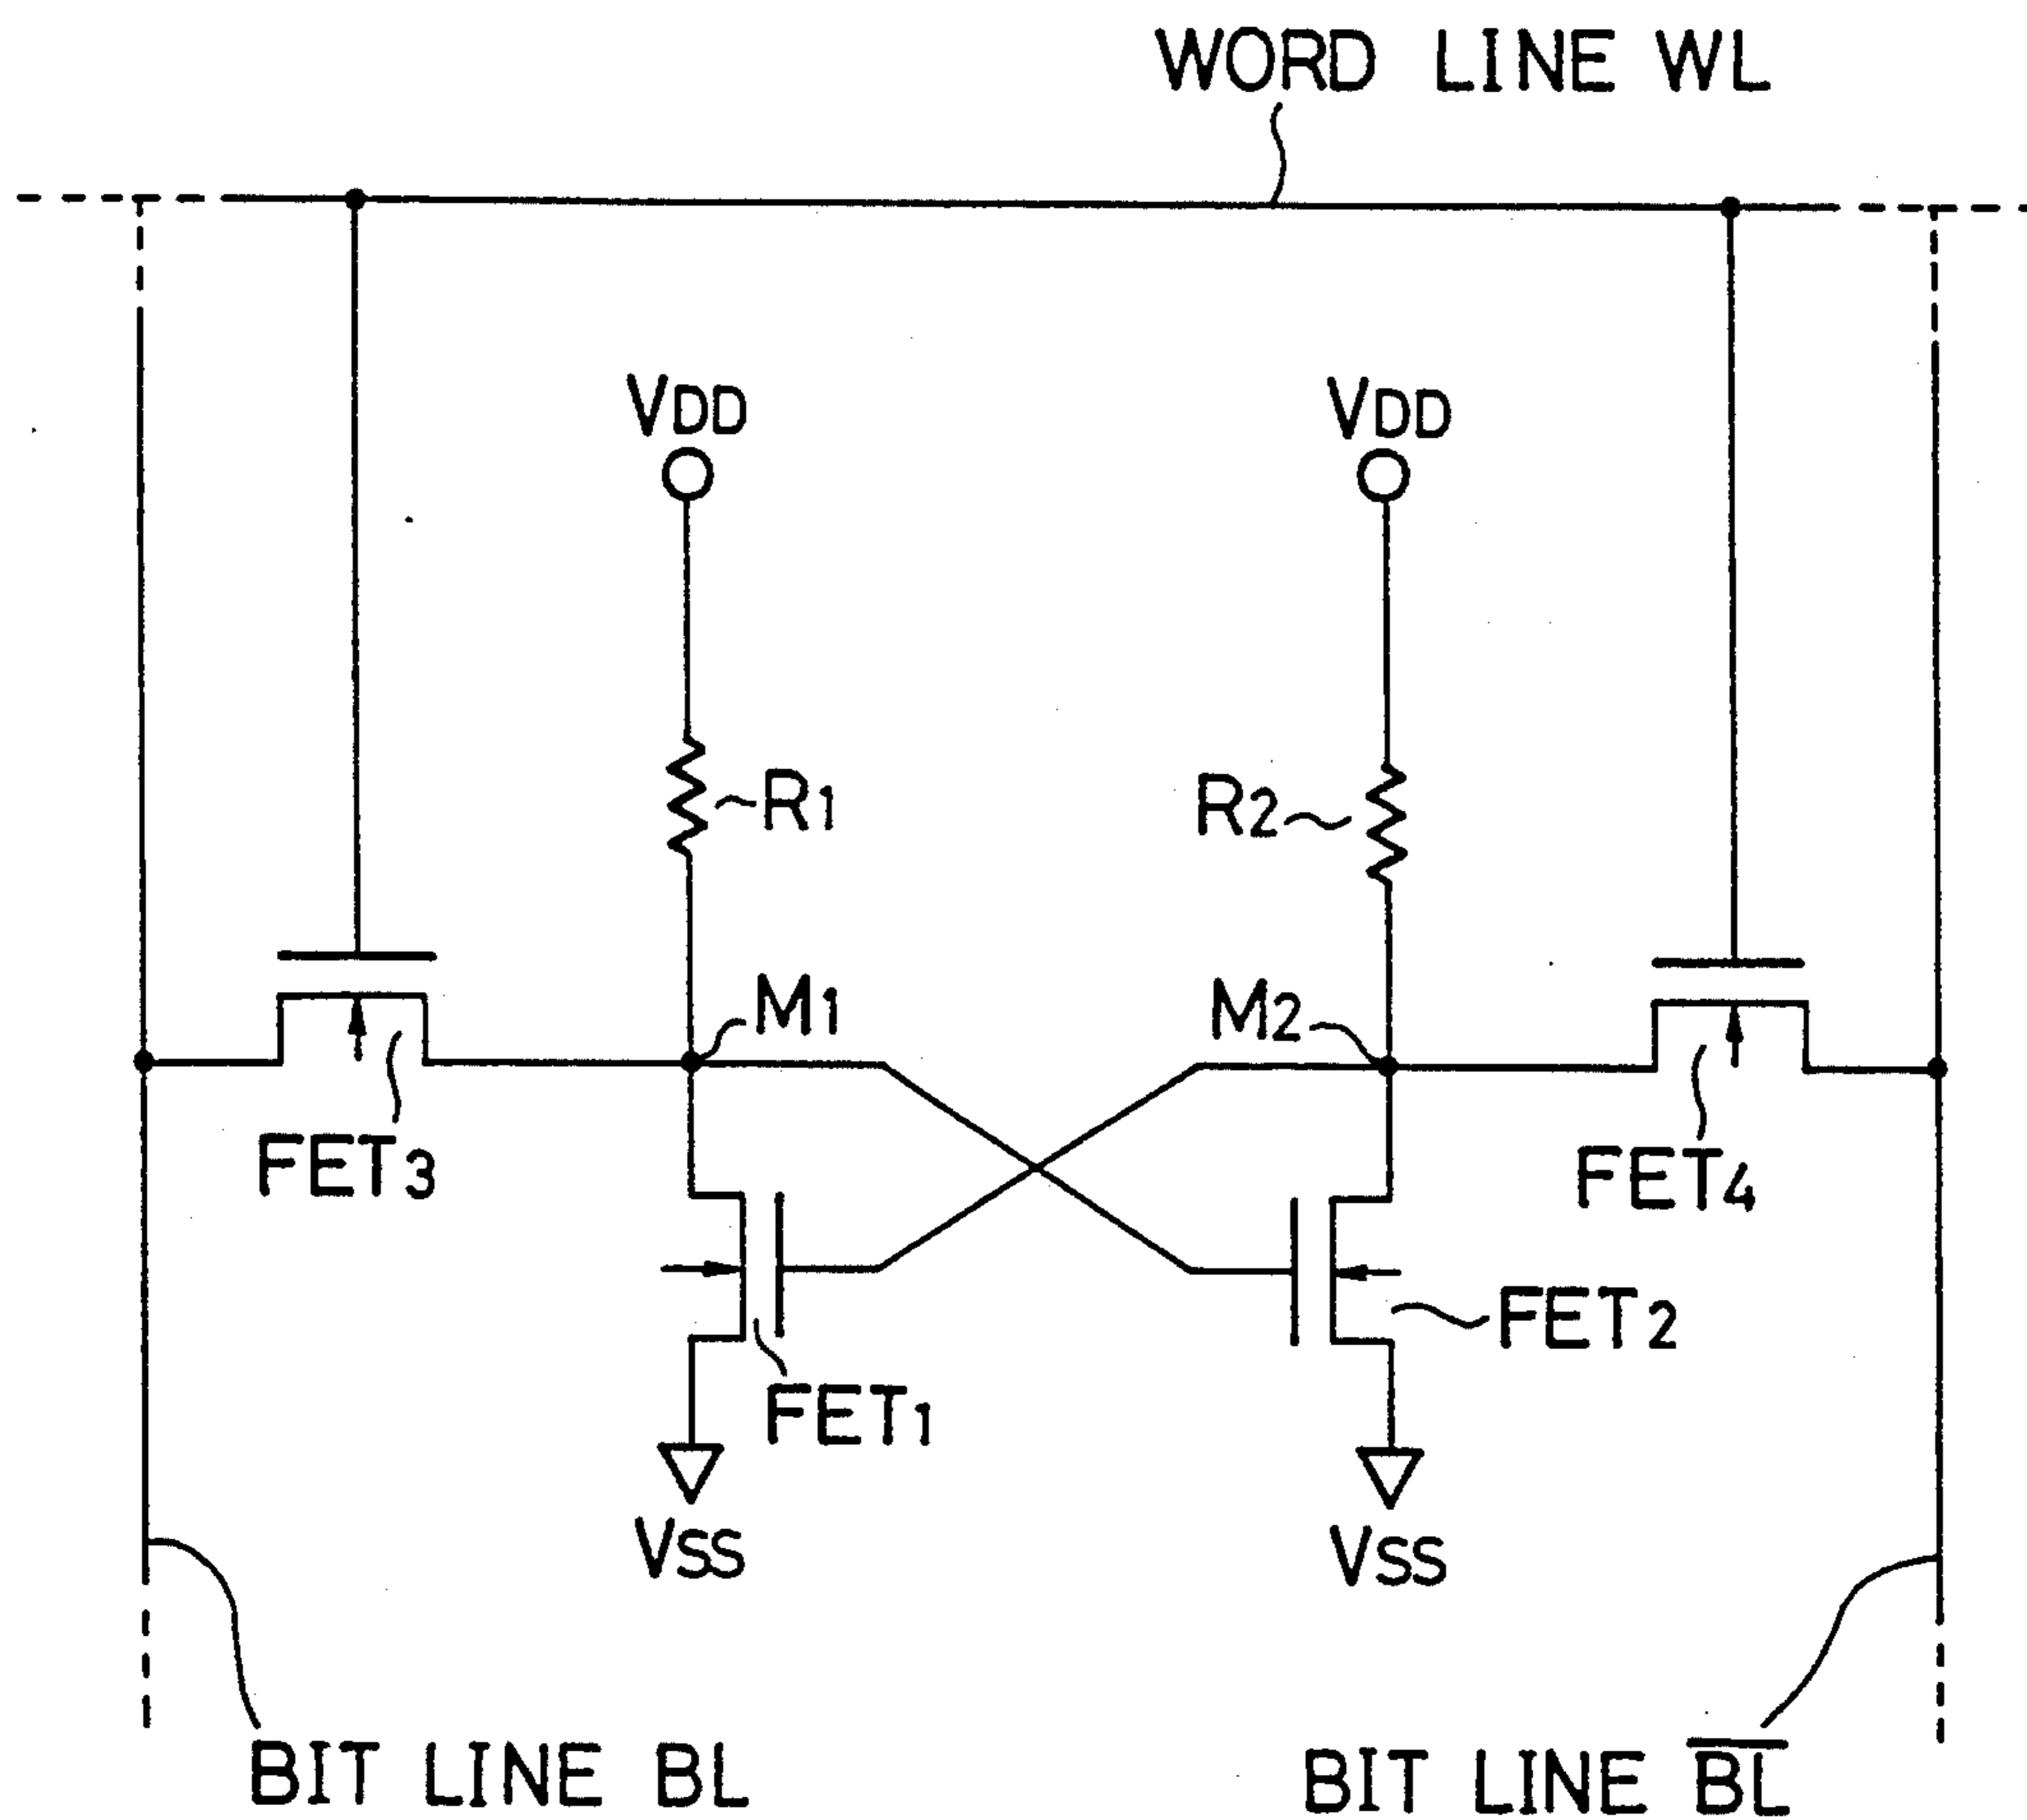 WORD LINE WL
VDD
VDD
R1
R2
M1
M2
FET3
FET4
FET2
FET1
VSS
VSS
BIT LINE BL
BIT LINE B̅L̅